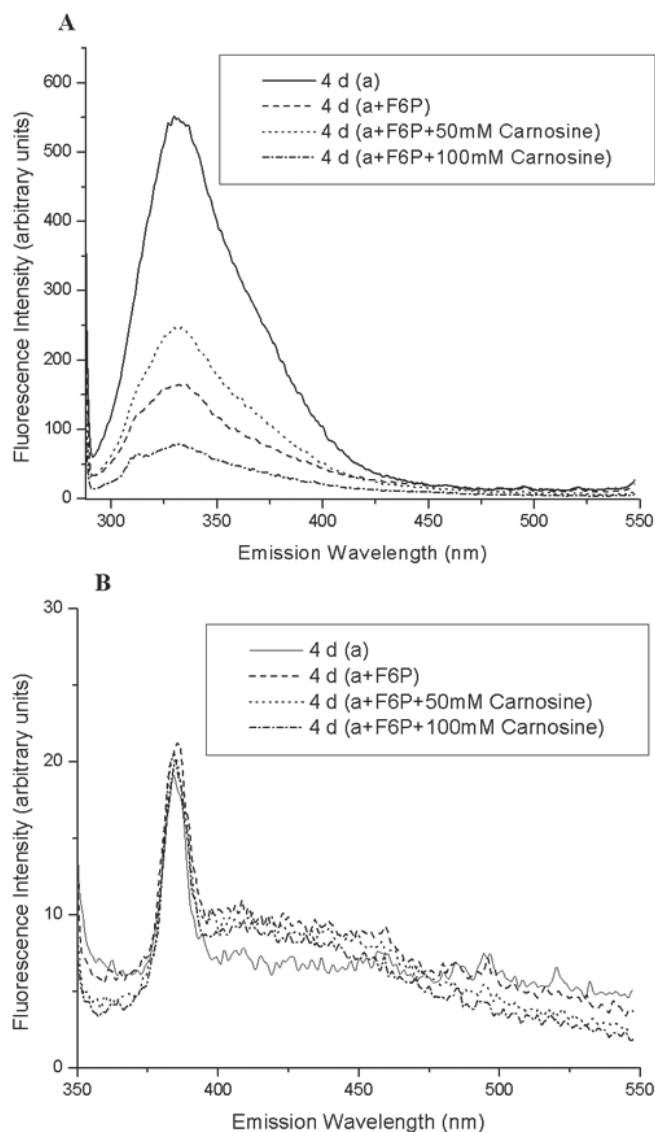 A
4 d (a)
4 d (a+F6P)
4 d (a+F6P+50mM Carnosine)
4 d (a+F6P+100mM Carnosine)
600
500
400
300
200
100
0
Fluorescence Intensity (arbitrary units)
300
350
400
450
500
550
Emission Wavelength (nm)
B
4 d (a)
4 d (a+F6P)
4 d (a+F6P+50mM Carnosine)
4 d (a+F6P+100mM Carnosine)
30
20
10
0
Fluorescence Intensity (arbitrary units)
350
400
450
500
550
Emission Wavelength (nm)